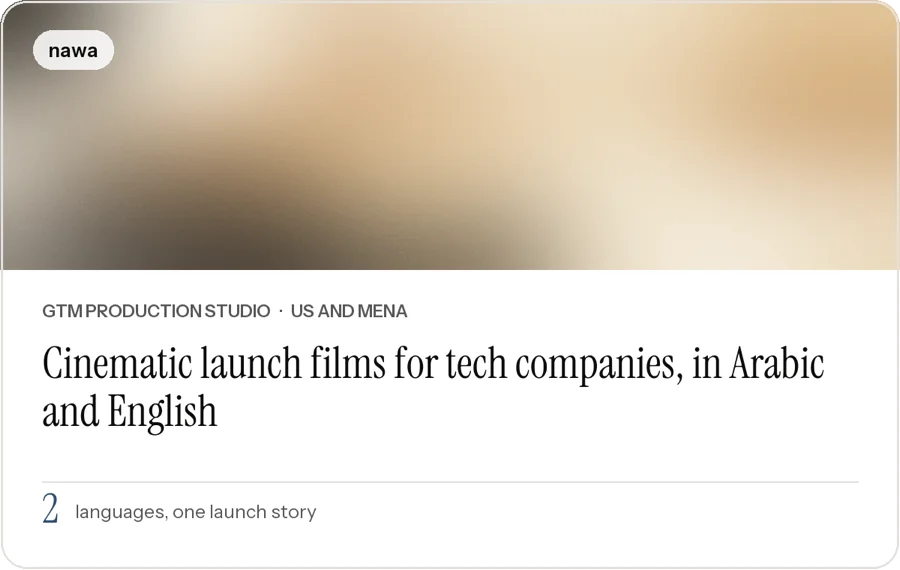 nawa
GTM PRODUCTION STUDIO · US AND MENA
Cinematic launch films for tech companies, in Arabic
and English
2 languages, one launch story